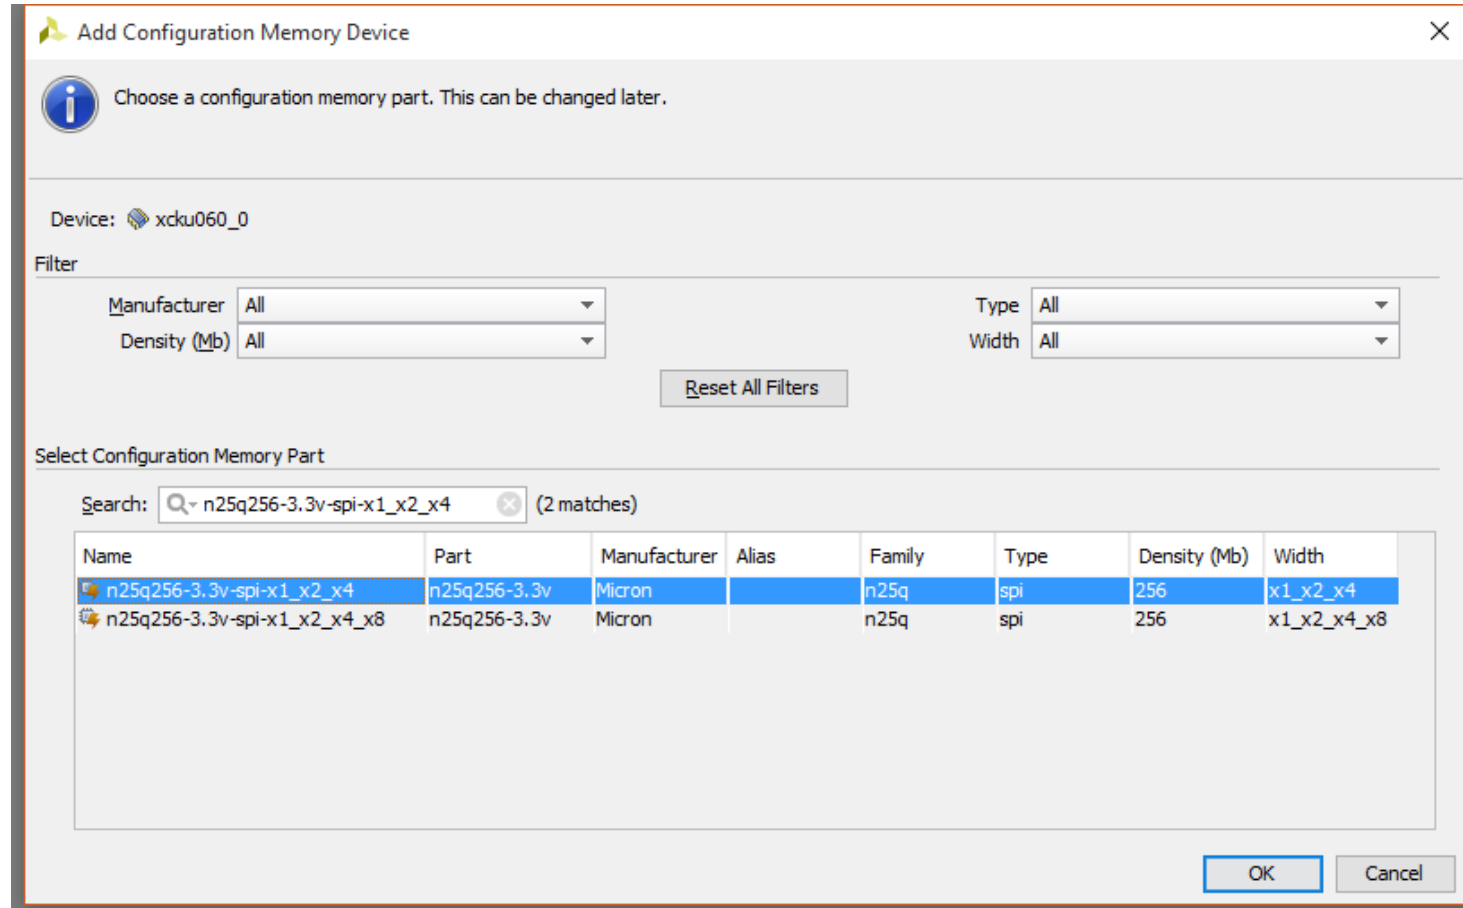 Add Configuration Memory Device
Choose a configuration memory part. This can be changed later.
Device: xcku060_0
Filter
Manufacturer All Type All
Density (Mb) All Width All
Reset All Filters
Select Configuration Memory Part
Search: n25q256-3.3v-spi-x1_x2_x4 (2 matches)
Name Part Manufacturer Alias Family Type Density (Mb) Width
n25q256-3.3v-spi-x1_x2_x4 n25q256-3.3v Micron n25q spi 256 x1_x2_x4
n25q256-3.3v-spi-x1_x2_x4_x8 n25q256-3.3v Micron n25q spi 256 x1_x2_x4_x8
OK Cancel